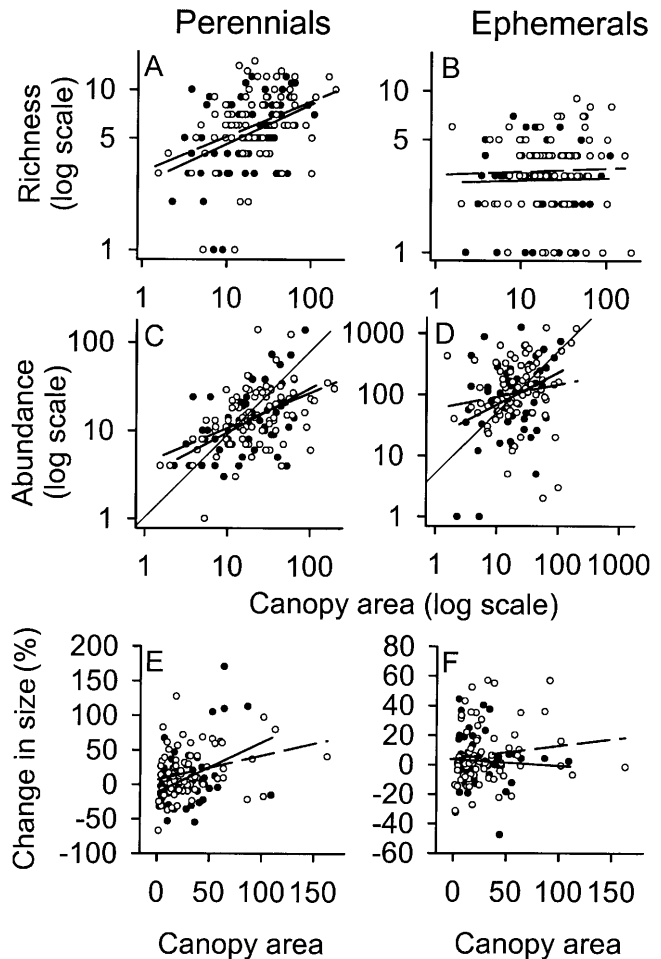 Perennials Ephemerals
Richness
(log scale)
A
10
5
1
1 10 100
B
10
5
1
1 10 100
Abundance
(log scale)
C
100
10
1
1 10 100
D
1000
100
10
1
1 10 100 1000
Canopy area (log scale)
Change in size (%)
E
200
150
100
50
0
-50
-100
0 50 100 150
F
80
60
40
20
0
-20
-40
-60
0 50 100 150
Canopy area Canopy area